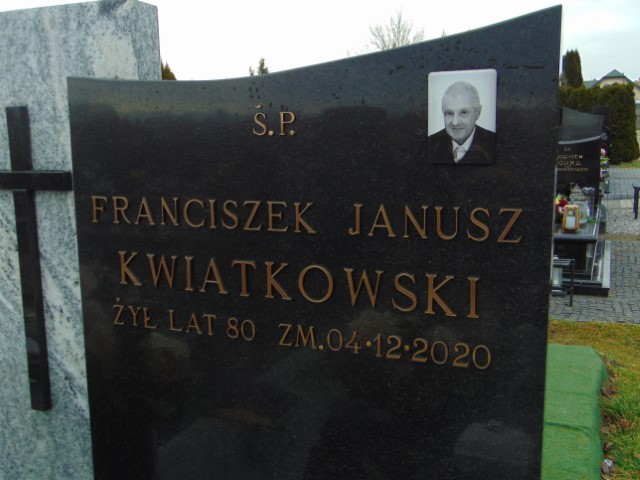 Ś.P.
FRANCISZEK JANUSZ
KWIATKOWSKI
ŻYŁ LAT 80 ZM.04·12·2020